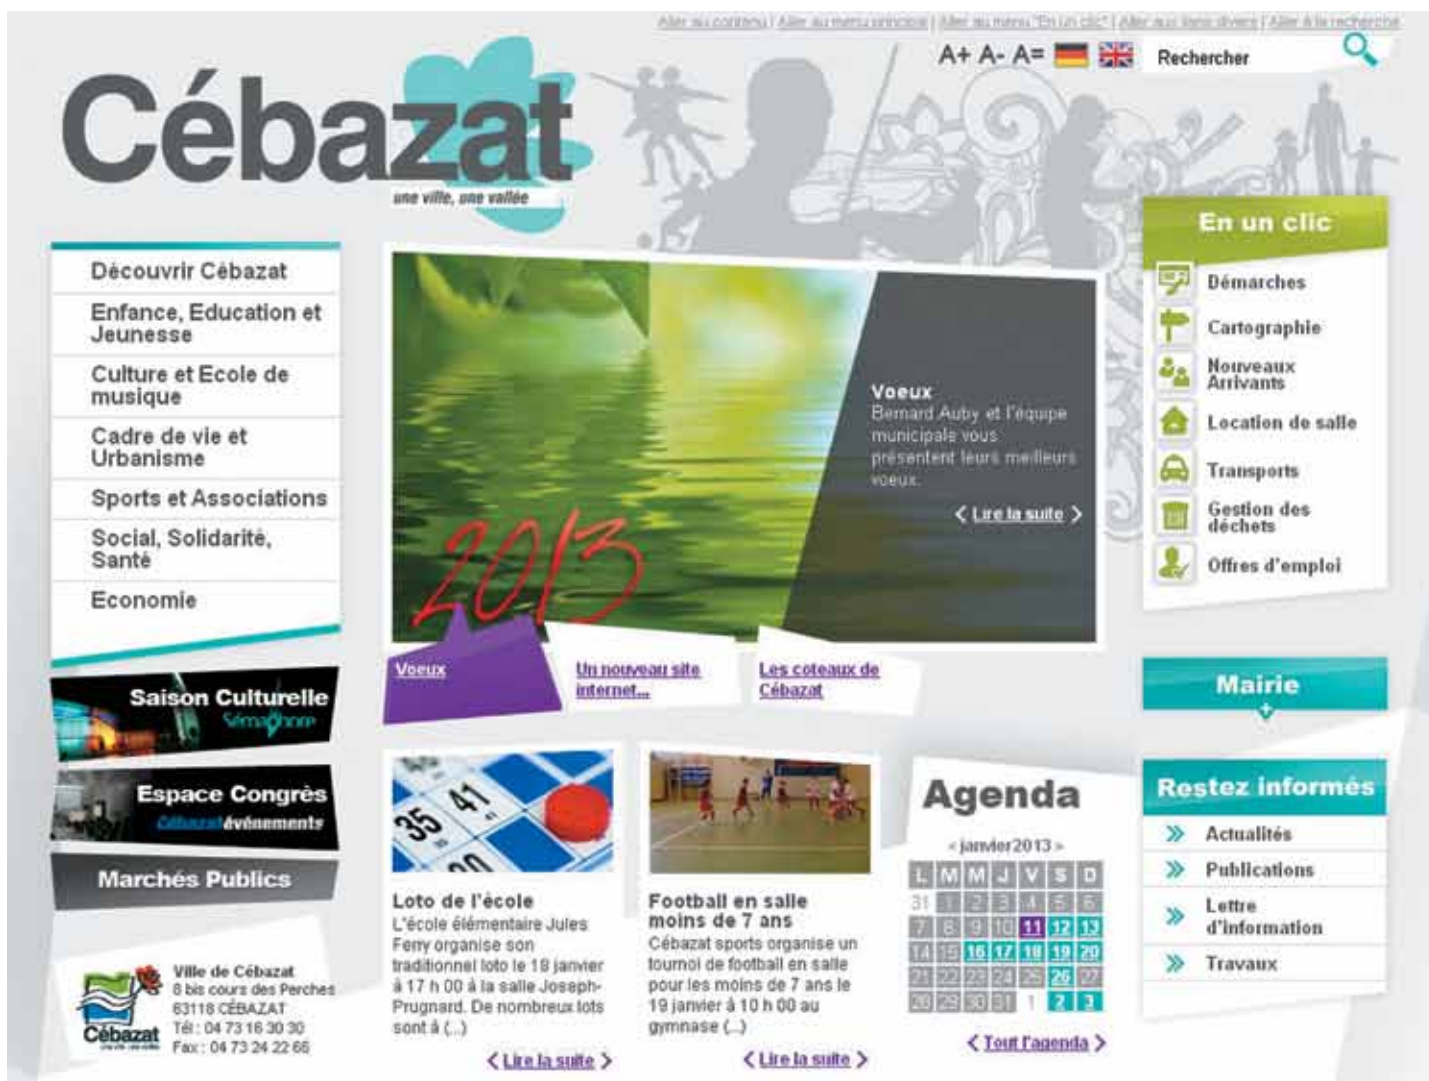 Aller au contenu | Aller au menu principal | Aller au menu "En un clic" | Aller aux liens divers | Aller à la recherche
A+ A- A= Rechercher
Cébazat
une ville, une vallée
Découvrir Cébazat
Enfance, Education et
Jeunesse
Culture et Ecole de
musique
Cadre de vie et
Urbanisme
Sports et Associations
Social, Solidarité,
Santé
Economie
Saison Culturelle
Sémaphore
Espace Congrès
Cébazat événements
Marchés Publics
Ville de Cébazat
8 bis cours des Perches
63118 CÉBAZAT
Tél : 04 73 16 30 30
Fax : 04 73 24 22 66
Cébazat
2013
Voeux
Bernard Auby et l'équipe
municipale vous
présentent leurs meilleurs
voeux.
< Lire la suite >
Voeux
Un nouveau site
internet...
Les coteaux de
Cébazat
35 41
41
20
Loto de l'école
L'école élémentaire Jules
Ferry organise son
traditionnel loto le 18 janvier
à 17 h 00 à la salle Joseph-
Prugnard. De nombreux lots
sont à (...)
< Lire la suite >
Football en salle
moins de 7 ans
Cébazat sports organise un
tournoi de football en salle
pour les moins de 7 ans le
19 janvier à 10 h 00 au
gymnase (...)
< Lire la suite >
Agenda
« janvier 2013 »
L M M J V S D
31 1 2 3 4 5 6
7 8 9 10 11 12 13
14 15 16 17 18 19 20
21 22 23 24 25 26 27
28 29 30 31 1 2 3
< Tout l'agenda >
En un clic
Démarches
Cartographie
Nouveaux
Arrivants
Location de salle
Transports
Gestion des
déchets
Offres d'emploi
Mairie
+
Restez informés
Actualités
Publications
Lettre
d'information
Travaux